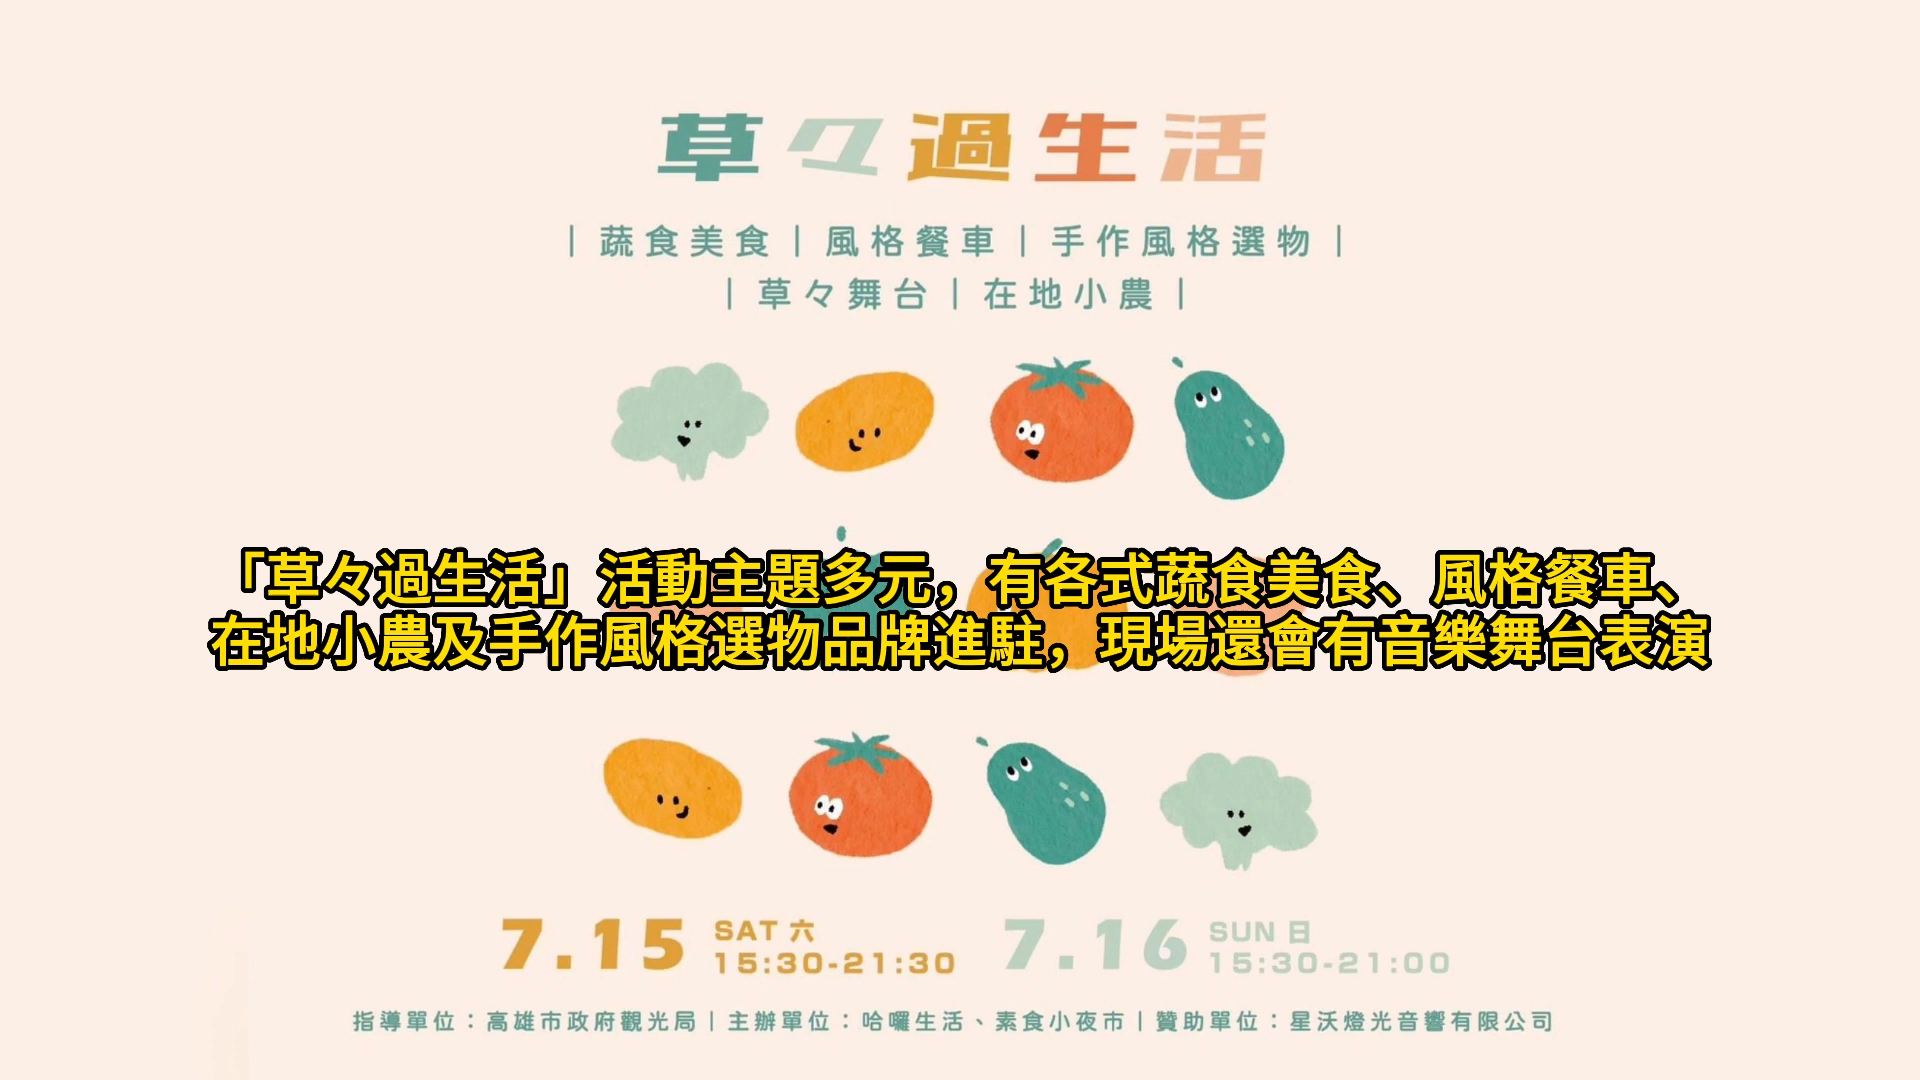 草々過生活
｜蔬食美食｜風格餐車｜手作風格選物｜
｜草々舞台｜在地小農｜
「草々過生活」活動主題多元，有各式蔬食美食、風格餐車、
在地小農及手作風格選物品牌進駐，現場還會有音樂舞台表演
7.15 SAT 六
15:30-21:30
7.16 SUN 日
15:30-21:00
指導單位：高雄市政府觀光局｜主辦單位：哈囉生活、素食小夜市｜贊助單位：星沃燈光音響有限公司